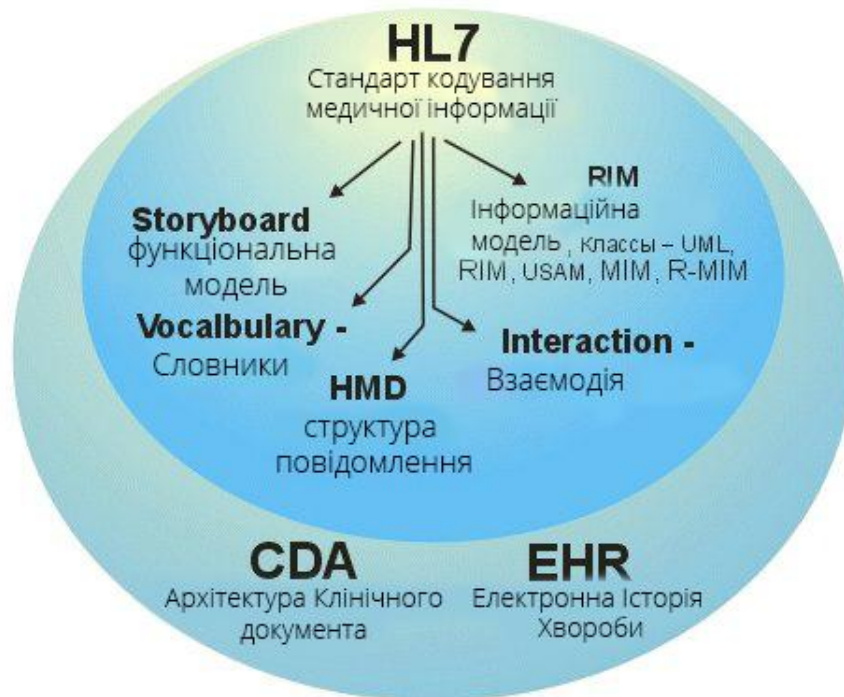 HL7
Стандарт кодування
медичної інформації
Storyboard
функціональна
модель
RIM
Інформаційна
модель , Классы – UML,
RIM, USAM, MIM, R-MIM
Vocalbulary -
Словники
HMD
структура
повідомлення
Interaction -
Взаємодія
CDA
Архітектура Клінічного
документа
EHR
Електронна Історія
Хвороби